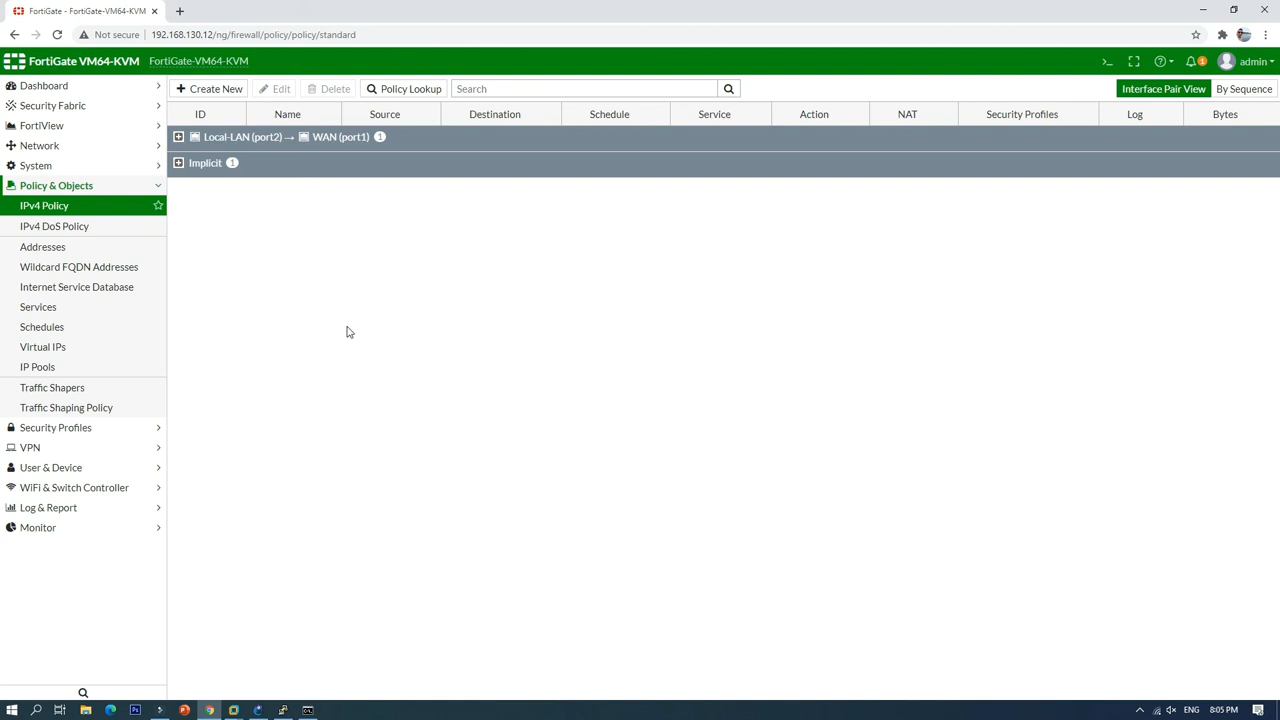 FortiGate - FortiGate-VM64-KVM
Not secure 192.168.130.12/ng/firewall/policy/policy/standard
FortiGate VM64-KVM FortiGate-VM64-KVM 1 admin
Dashboard
Security Fabric
FortiView
Network
System
Policy & Objects
IPv4 Policy
IPv4 DoS Policy
Addresses
Wildcard FQDN Addresses
Internet Service Database
Services
Schedules
Virtual IPs
IP Pools
Traffic Shapers
Traffic Shaping Policy
Security Profiles
VPN
User & Device
WiFi & Switch Controller
Log & Report
Monitor
Create New Edit Delete Policy Lookup Search Interface Pair View By Sequence
ID Name Source Destination Schedule Service Action NAT Security Profiles Log Bytes
Local-LAN (port2) → WAN (port1) 1
Implicit 1
ENG 8:05 PM